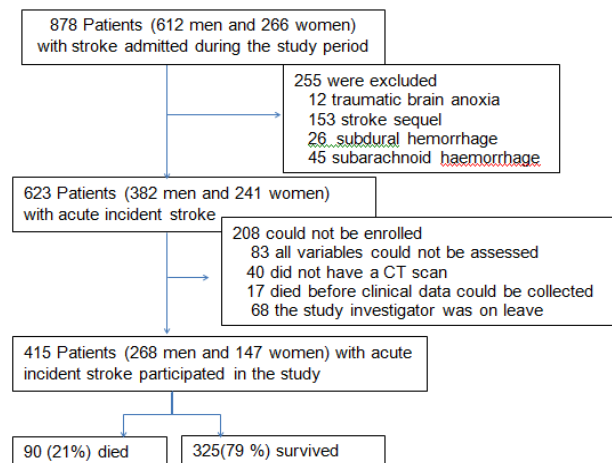 878 Patients (612 men and 266 women)
with stroke admitted during the study period
255 were excluded
12 traumatic brain anoxia
153 stroke sequel
26 subdural hemorrhage
45 subarachnoid haemorrhage
623 Patients (382 men and 241 women)
with acute incident stroke
208 could not be enrolled
83 all variables could not be assessed
40 did not have a CT scan
17 died before clinical data could be collected
68 the study investigator was on leave
415 Patients (268 men and 147 women) with acute
incident stroke participated in the study
90 (21%) died
325(79 %) survived